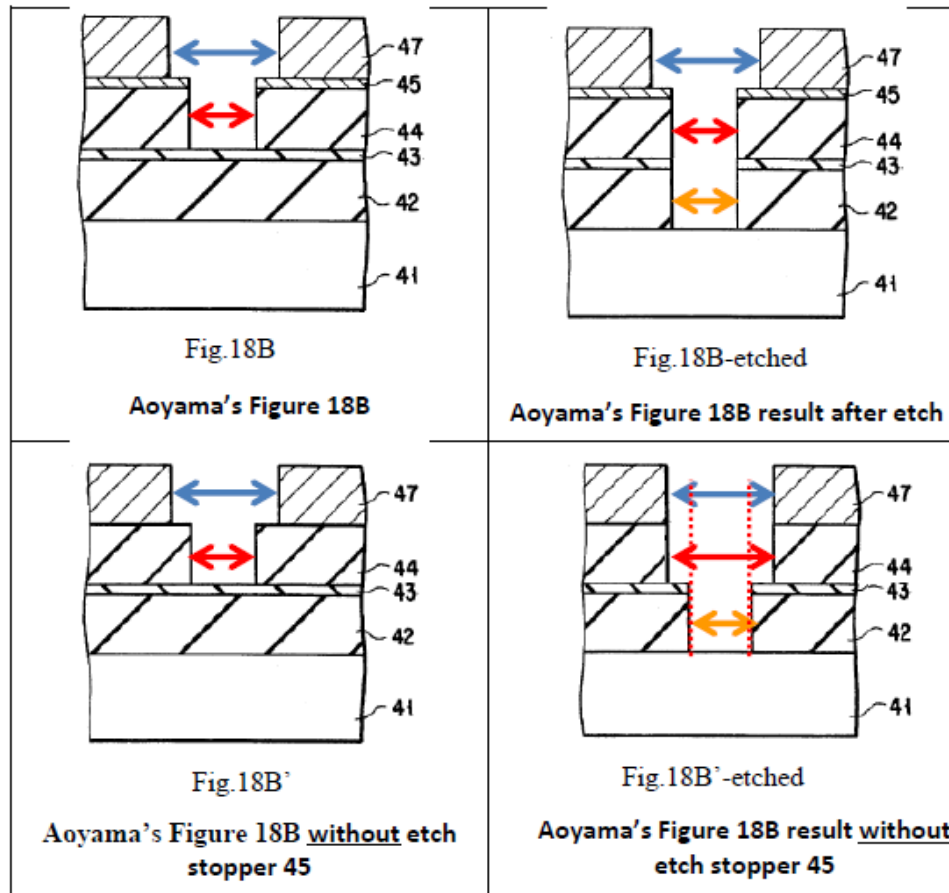 47
45
44
43
42
41
Fig.18B
Aoyama’s Figure 18B
47
45
44
43
42
41
Fig.18B-etched
Aoyama’s Figure 18B result after etch
47
44
43
42
41
Fig.18B’
Aoyama’s Figure 18B without etch
stopper 45
47
44
43
42
41
Fig.18B’-etched
Aoyama’s Figure 18B result without
etch stopper 45